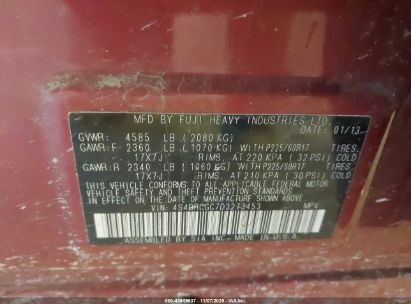 MFD. BY FUJI HEAVY INDUSTRIES LTD.
DATE: 01/13
GVWR: 4585 LB (2080 KG)
GAWR: F 2360 LB (1070 KG) WITH P225/60R17 TIRES,
17X7J RIMS, AT 220 KPA (32 PSI) COLD
GAWR: R 2340 LB (1060 KG) WITH P225/60R17 TIRES,
17X7J RIMS, AT 210 KPA (30 PSI) COLD
THIS VEHICLE CONFORMS TO ALL APPLICABLE FEDERAL MOTOR
VEHICLE SAFETY AND THEFT PREVENTION STANDARDS IN
EFFECT ON THE DATE OF MANUFACTURE SHOWN ABOVE.
VIN: MPV
ASSEMBLED BY SIA INC. IN U.S.A.